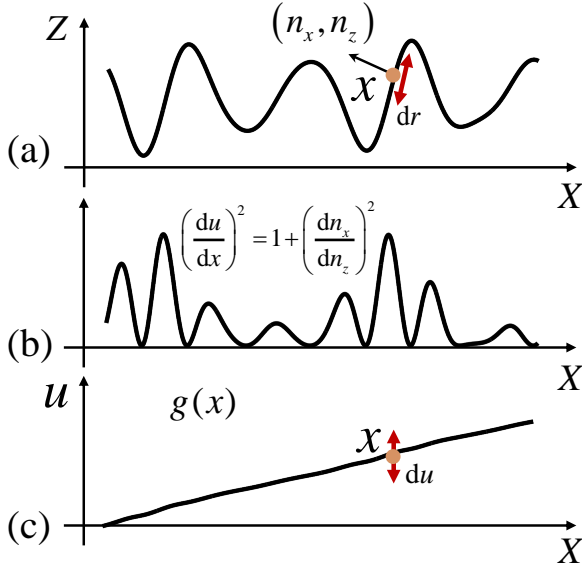 Z
(n_x, n_z)
x
dr
(a)
X
(du/dx)^2 = 1 + (dn_x/dn_z)^2
(b)
X
u
g(x)
x
du
(c)
X